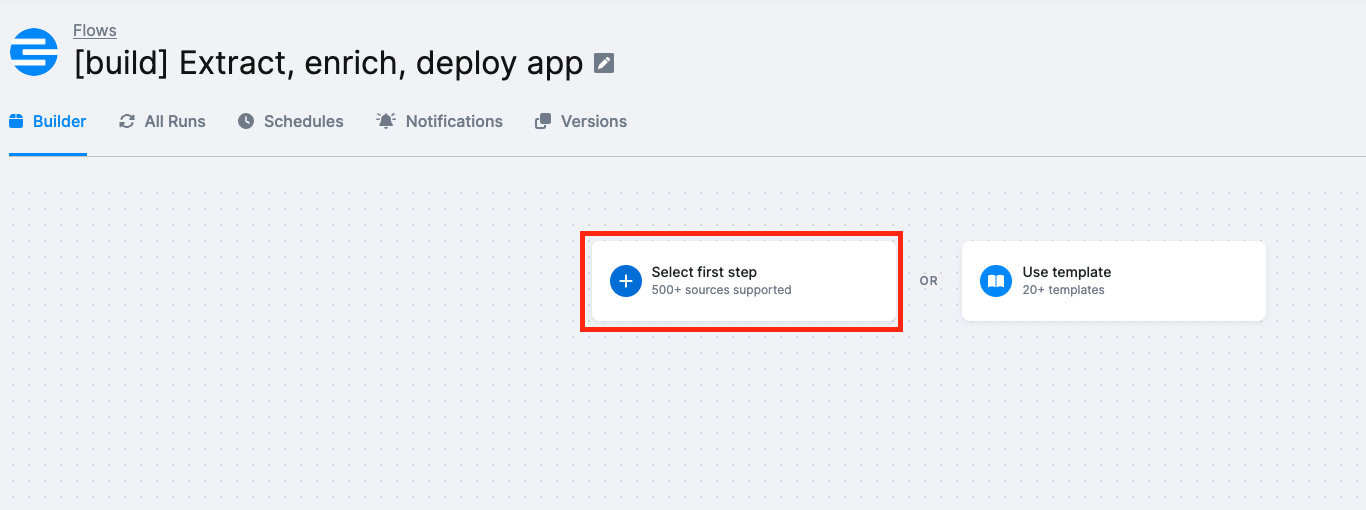 Flows
[build] Extract, enrich, deploy app
Builder
All Runs
Schedules
Notifications
Versions
Select first step
500+ sources supported
OR
Use template
20+ templates